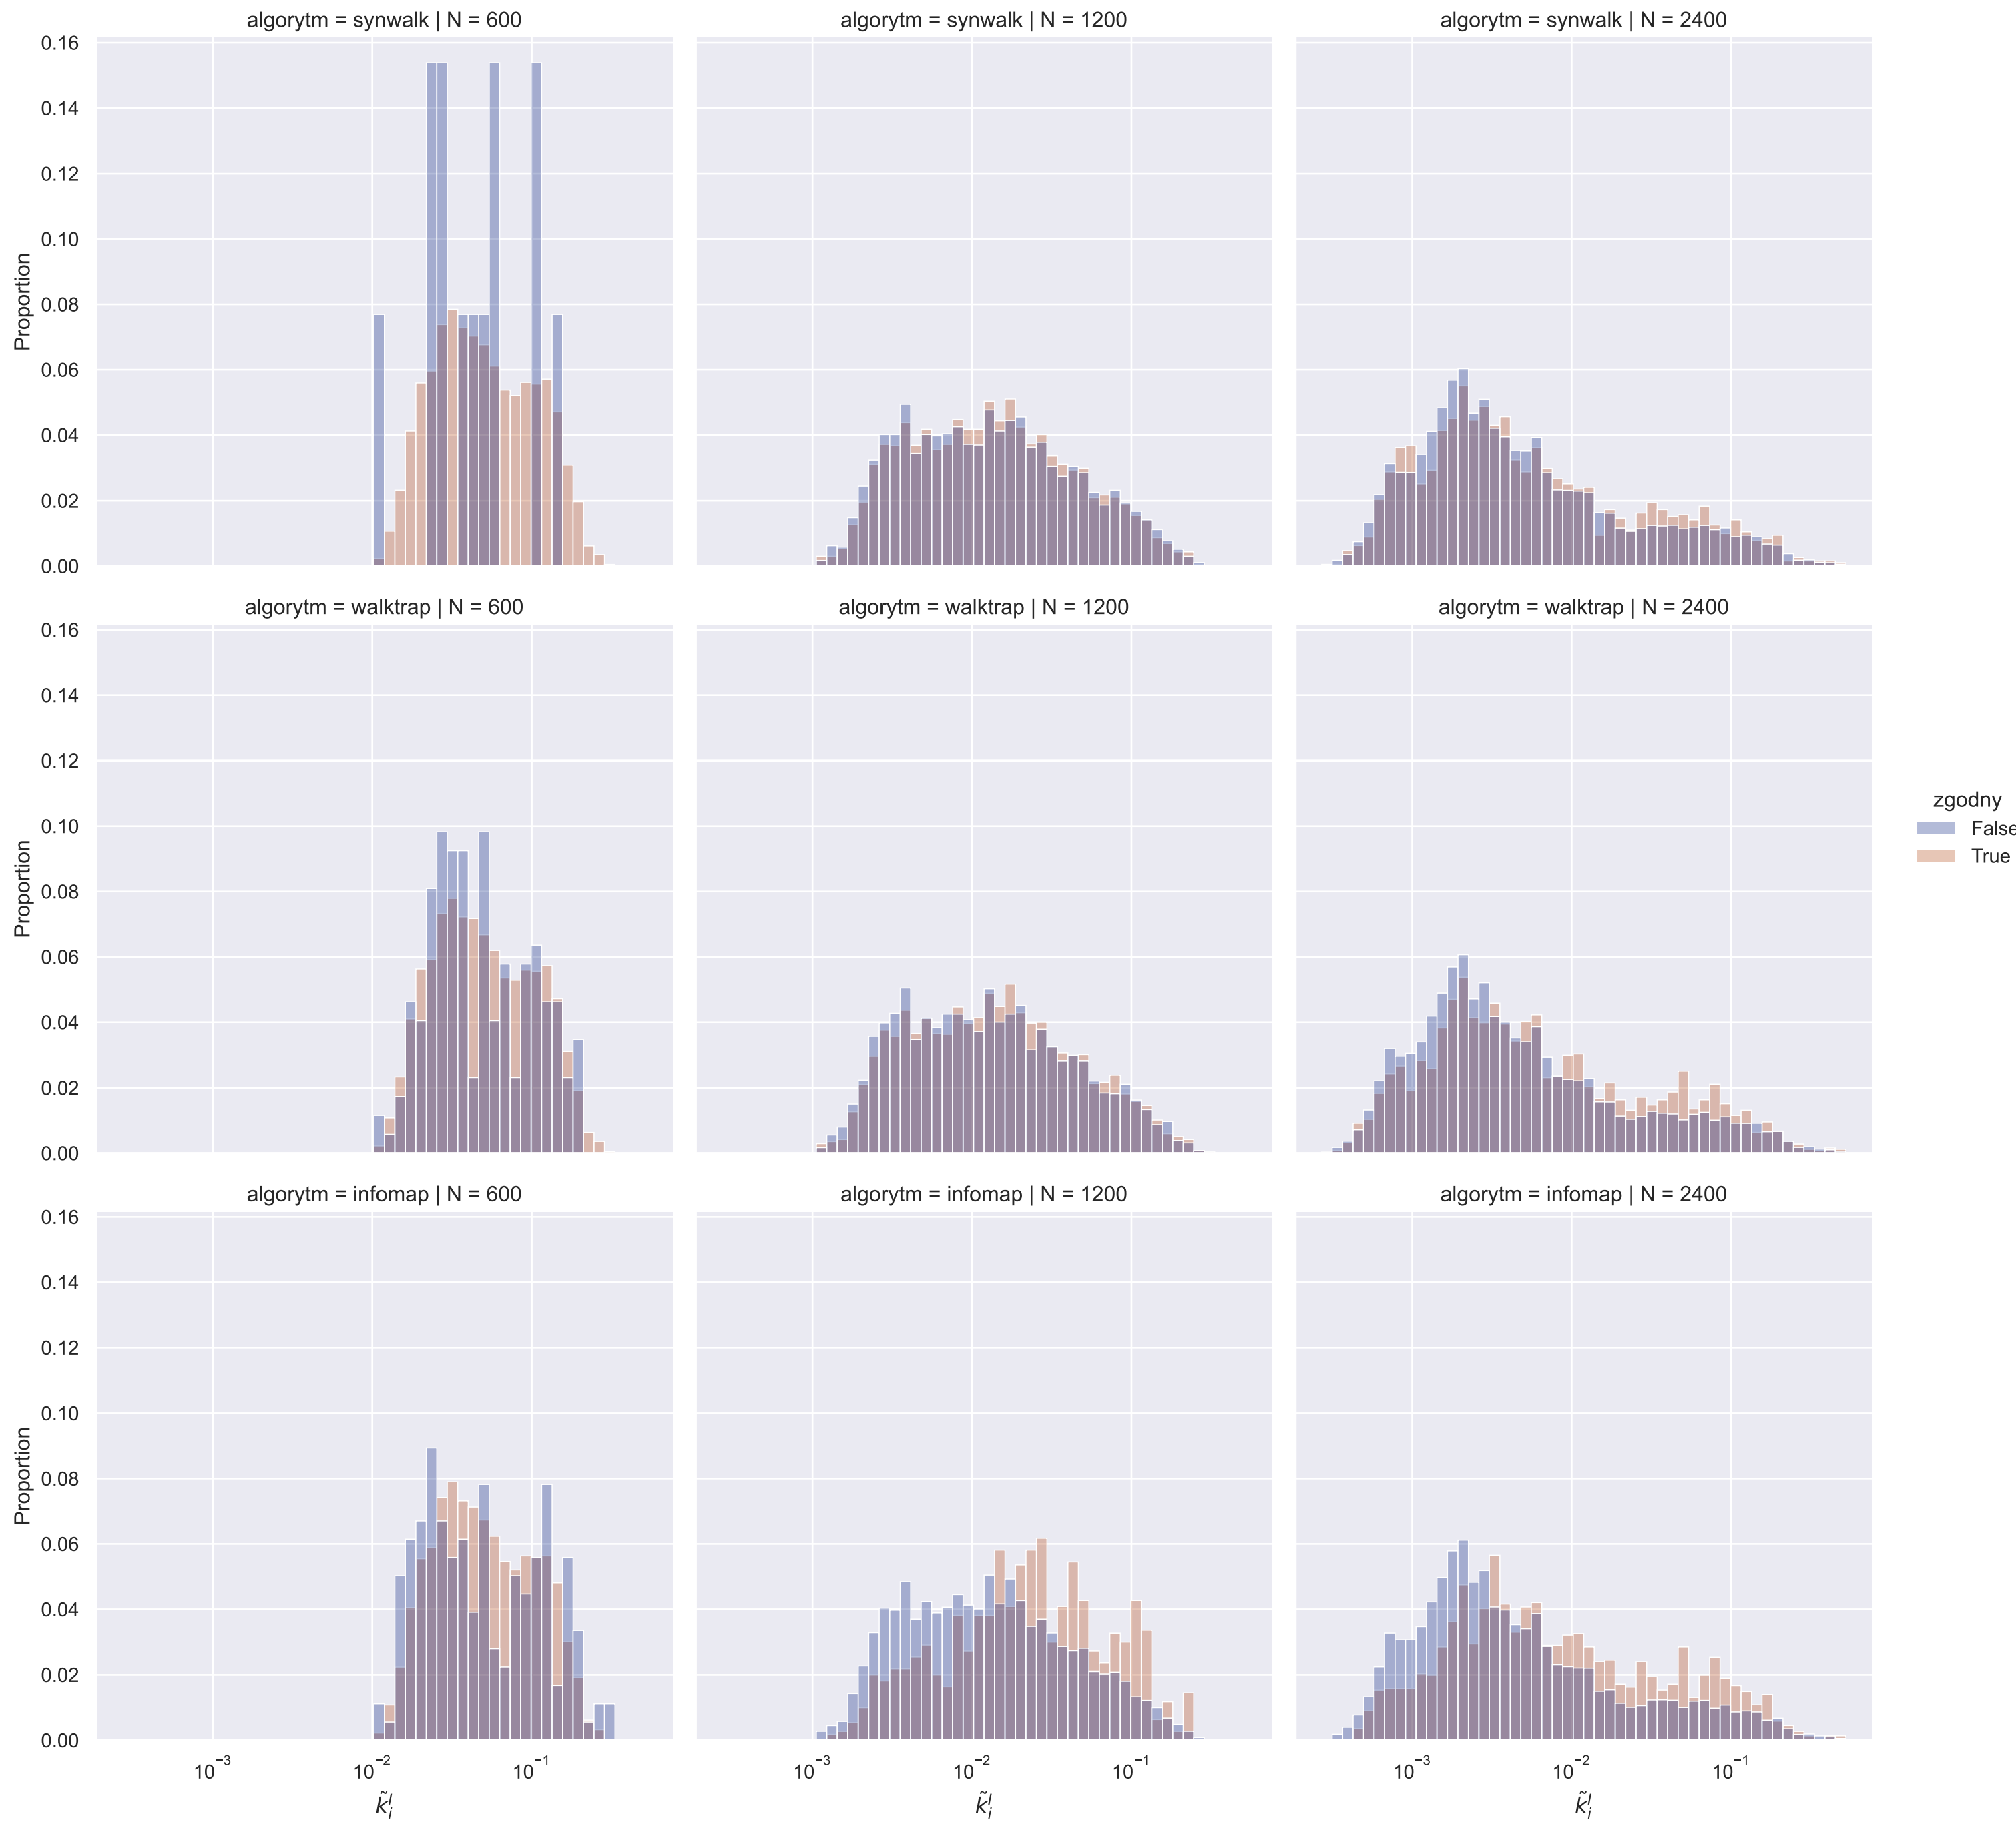 algorytm = synwalk | N = 600
algorytm = synwalk | N = 1200
algorytm = synwalk | N = 2400
0.16
0.14
0.12
0.10
0.08
0.06
0.04
0.02
0.00
Proportion
algorytm = walktrap | N = 600
algorytm = walktrap | N = 1200
algorytm = walktrap | N = 2400
0.16
0.14
0.12
0.10
0.08
0.06
0.04
0.02
0.00
Proportion
zgodny
False
True
algorytm = infomap | N = 600
algorytm = infomap | N = 1200
algorytm = infomap | N = 2400
0.16
0.14
0.12
0.10
0.08
0.06
0.04
0.02
0.00
Proportion
10⁻³ 10⁻² 10⁻¹
10⁻³ 10⁻² 10⁻¹
10⁻³ 10⁻² 10⁻¹
k̃ᵢˡ
k̃ᵢˡ
k̃ᵢˡ